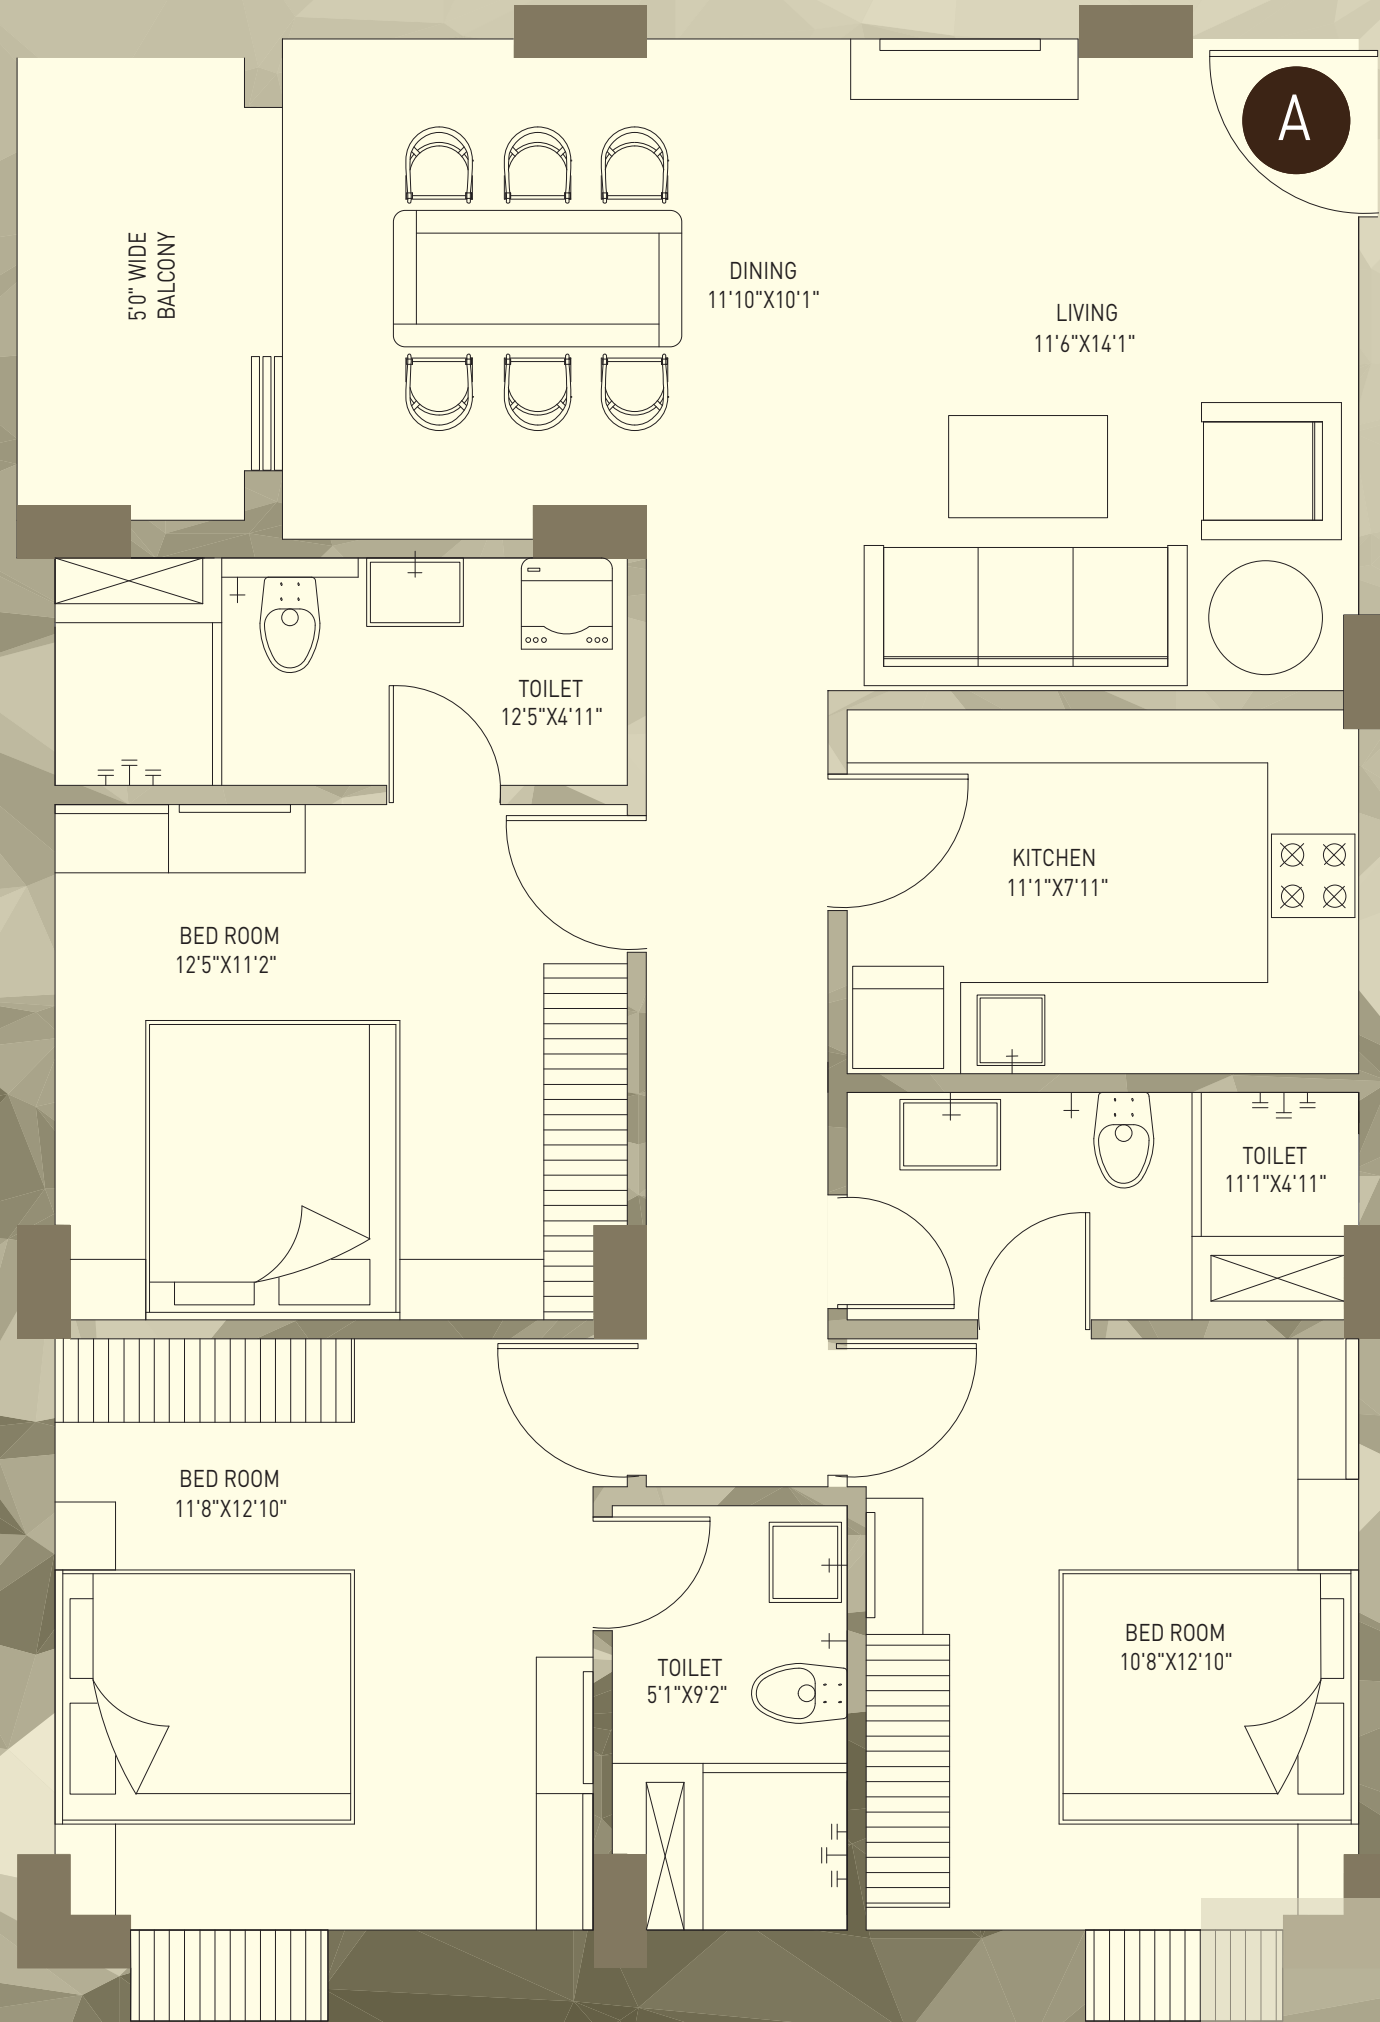 A
5'0" WIDE
BALCONY
DINING
11'10"X10'1"
LIVING
11'6"X14'1"
TOILET
12'5"X4'11"
KITCHEN
11'1"X7'11"
BED ROOM
12'5"X11'2"
TOILET
11'1"X4'11"
BED ROOM
11'8"X12'10"
BED ROOM
10'8"X12'10"
TOILET
5'1"X9'2"